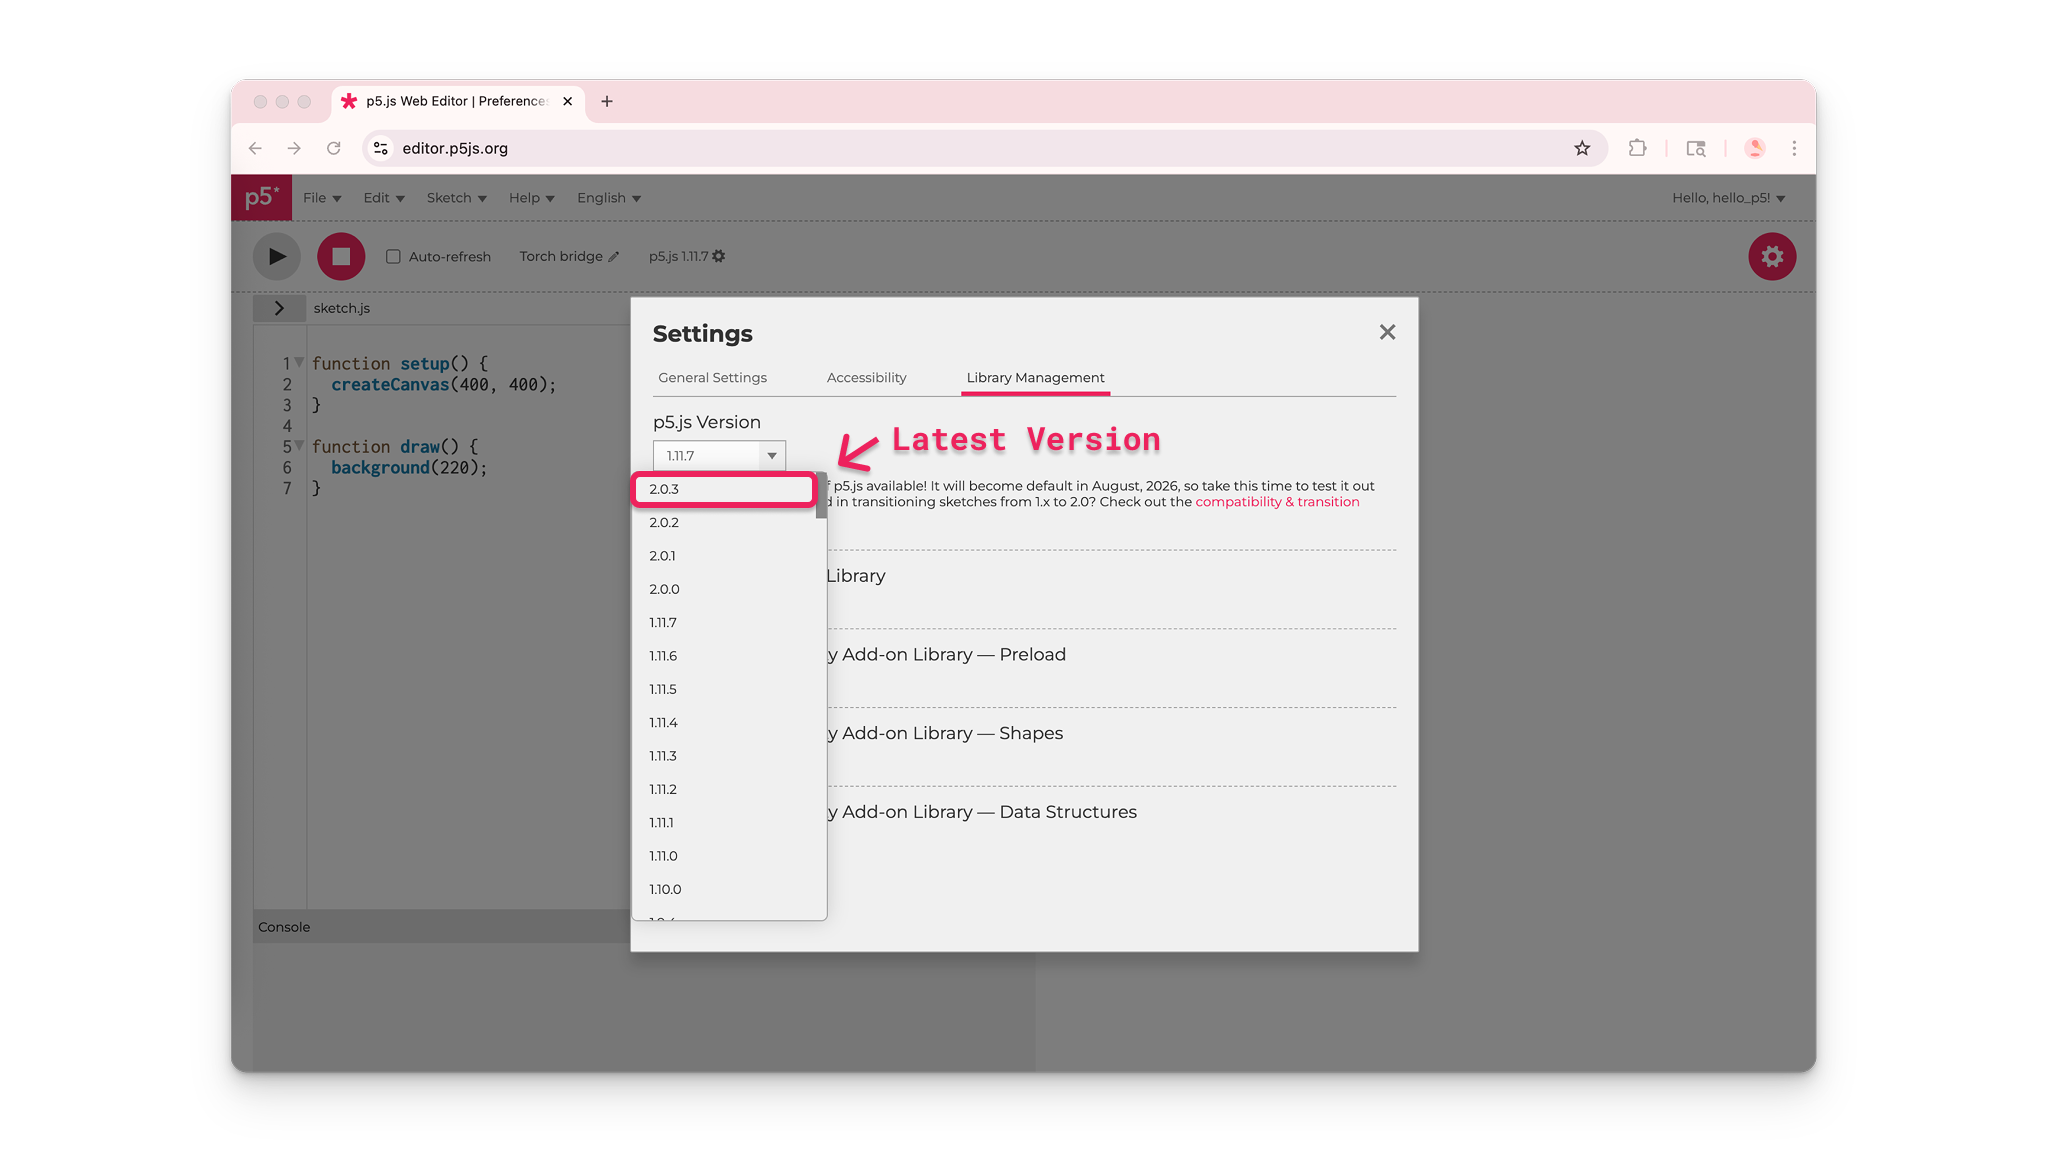 p5.js Web Editor | Preferences
editor.p5js.org
p5* File Edit Sketch Help English Hello, hello_p5!
Auto-refresh Torch bridge p5.js 1.11.7
sketch.js
1 function setup() {
2 createCanvas(400, 400);
3 }
4
5 function draw() {
6 background(220);
7 }
Console
Settings
General Settings Accessibility Library Management
p5.js Version
1.11.7
Latest Version
2.0.3
2.0.2
2.0.1
2.0.0
1.11.7
1.11.6
1.11.5
1.11.4
1.11.3
1.11.2
1.11.1
1.11.0
1.10.0
p5.js available! It will become default in August, 2026, so take this time to test it out
in transitioning sketches from 1.x to 2.0? Check out the compatibility & transition
Library
y Add-on Library — Preload
y Add-on Library — Shapes
y Add-on Library — Data Structures